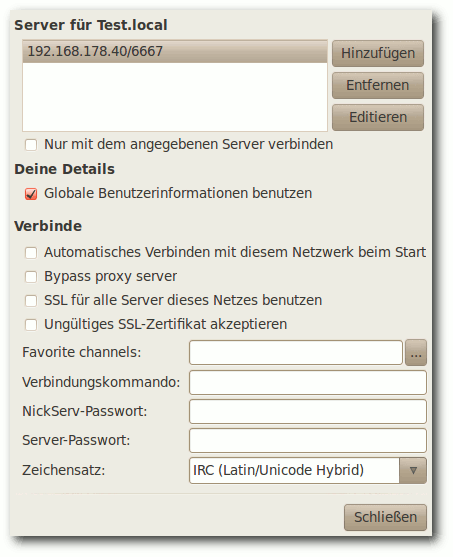 Server für Test.local
192.168.178.40/6667
Hinzufügen
Entfernen
Editieren
Nur mit dem angegebenen Server verbinden
Deine Details
Globale Benutzerinformationen benutzen
Verbinde
Automatisches Verbinden mit diesem Netzwerk beim Start
Bypass proxy server
SSL für alle Server dieses Netzes benutzen
Ungültiges SSL-Zertifikat akzeptieren
Favorite channels: ...
Verbindungskommando:
NickServ-Passwort:
Server-Passwort:
Zeichensatz: IRC (Latin/Unicode Hybrid)
Schließen